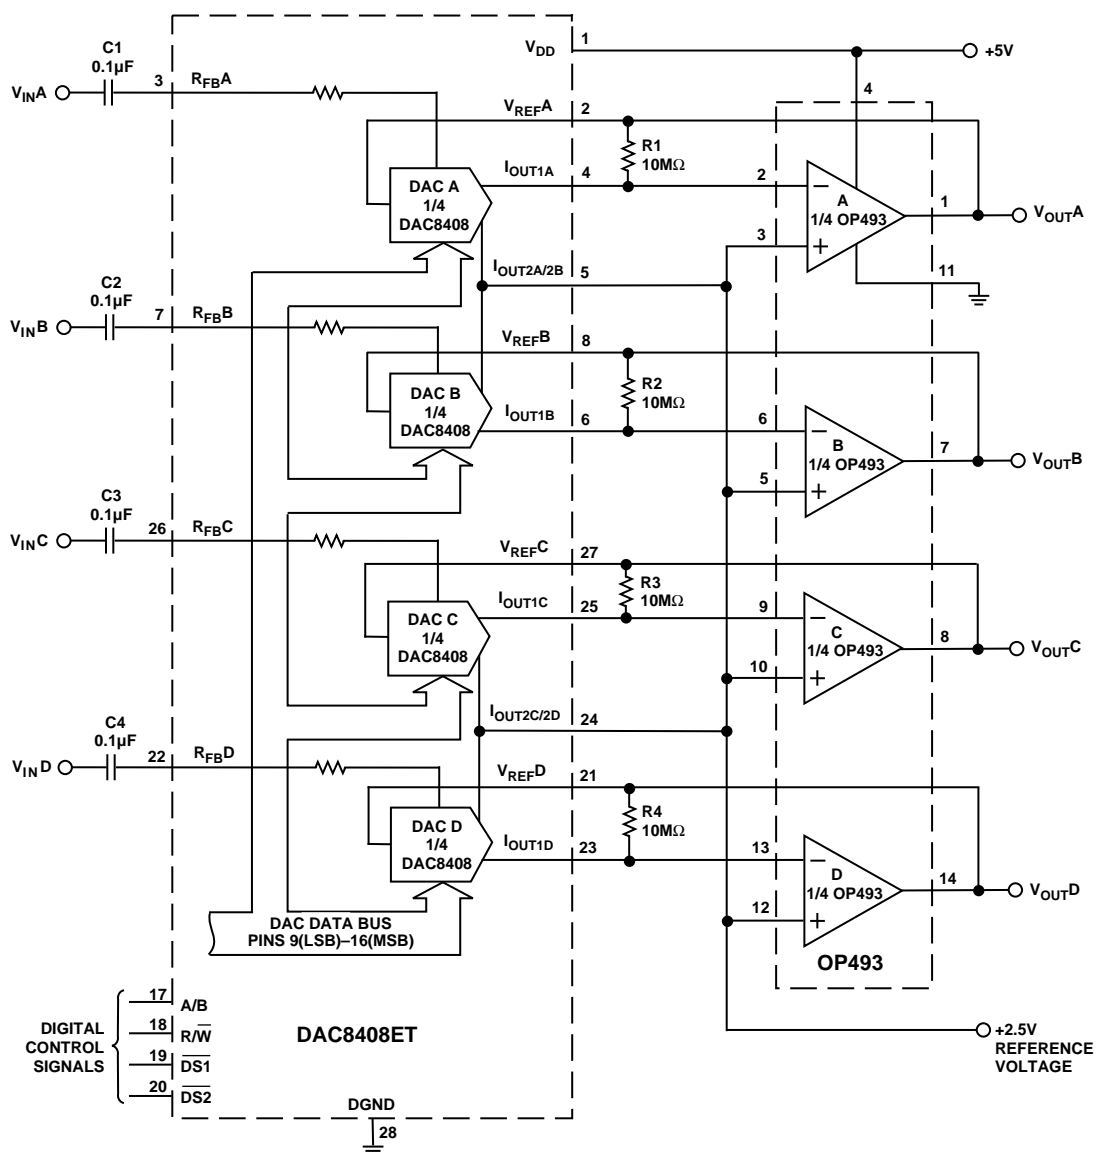 C1
0.1μF
VINA
3
RFBA
VDD
1
+5V
4
VREFA
2
R1
10MΩ
DAC A
1/4
DAC8408
IOUT1A
4
2
−
A
1/4 OP493
1
VOUTA
3
+
11
IOUT2A/2B
5
C2
0.1μF
VINB
7
RFBB
VREFB
8
R2
10MΩ
DAC B
1/4
DAC8408
IOUT1B
6
6
−
B
1/4 OP493
7
VOUTB
5
+
C3
0.1μF
VINC
26
RFBC
VREFC
27
R3
10MΩ
DAC C
1/4
DAC8408
IOUT1C
25
9
−
C
1/4 OP493
8
VOUTC
10
+
IOUT2C/2D
24
C4
0.1μF
VIND
22
RFBD
VREFD
21
R4
10MΩ
DAC D
1/4
DAC8408
IOUT1D
23
13
−
D
1/4 OP493
14
VOUTD
12
+
OP493
DAC DATA BUS
PINS 9(LSB)–16(MSB)
DIGITAL
CONTROL
SIGNALS
17
A/B
18
R/W̅
19
D̅S̅1̅
20
D̅S̅2̅
DAC8408ET
+2.5V
REFERENCE
VOLTAGE
DGND
28